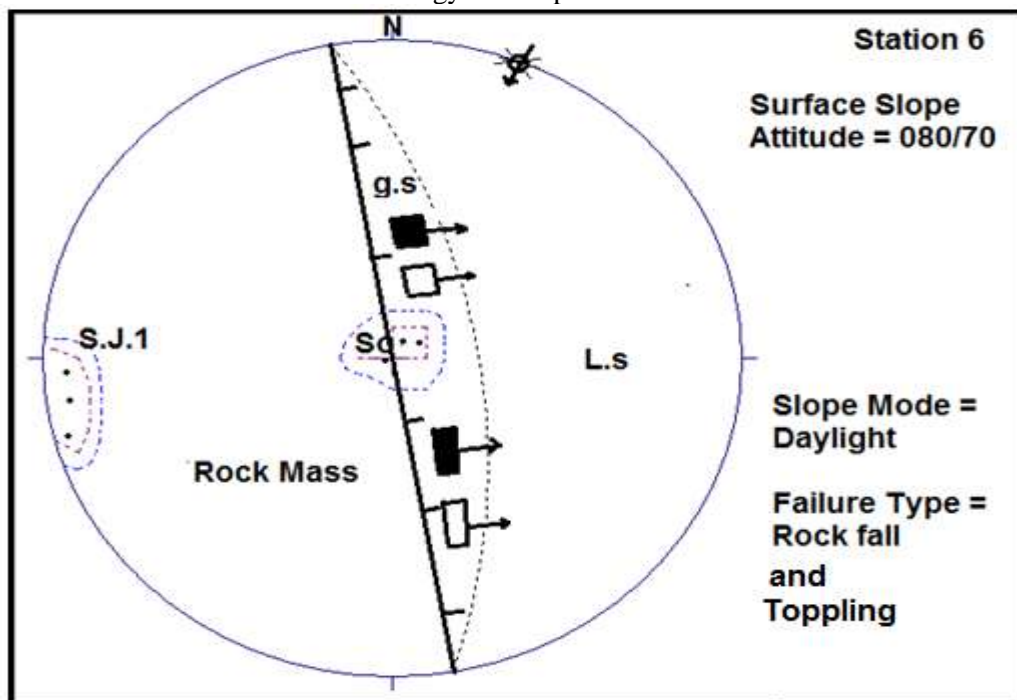 N
Station 6
Surface Slope
Attitude = 080/70
g.s
S.J.1
So
L.s
Slope Mode =
Daylight
Rock Mass
Failure Type =
Rock fall
and
Toppling